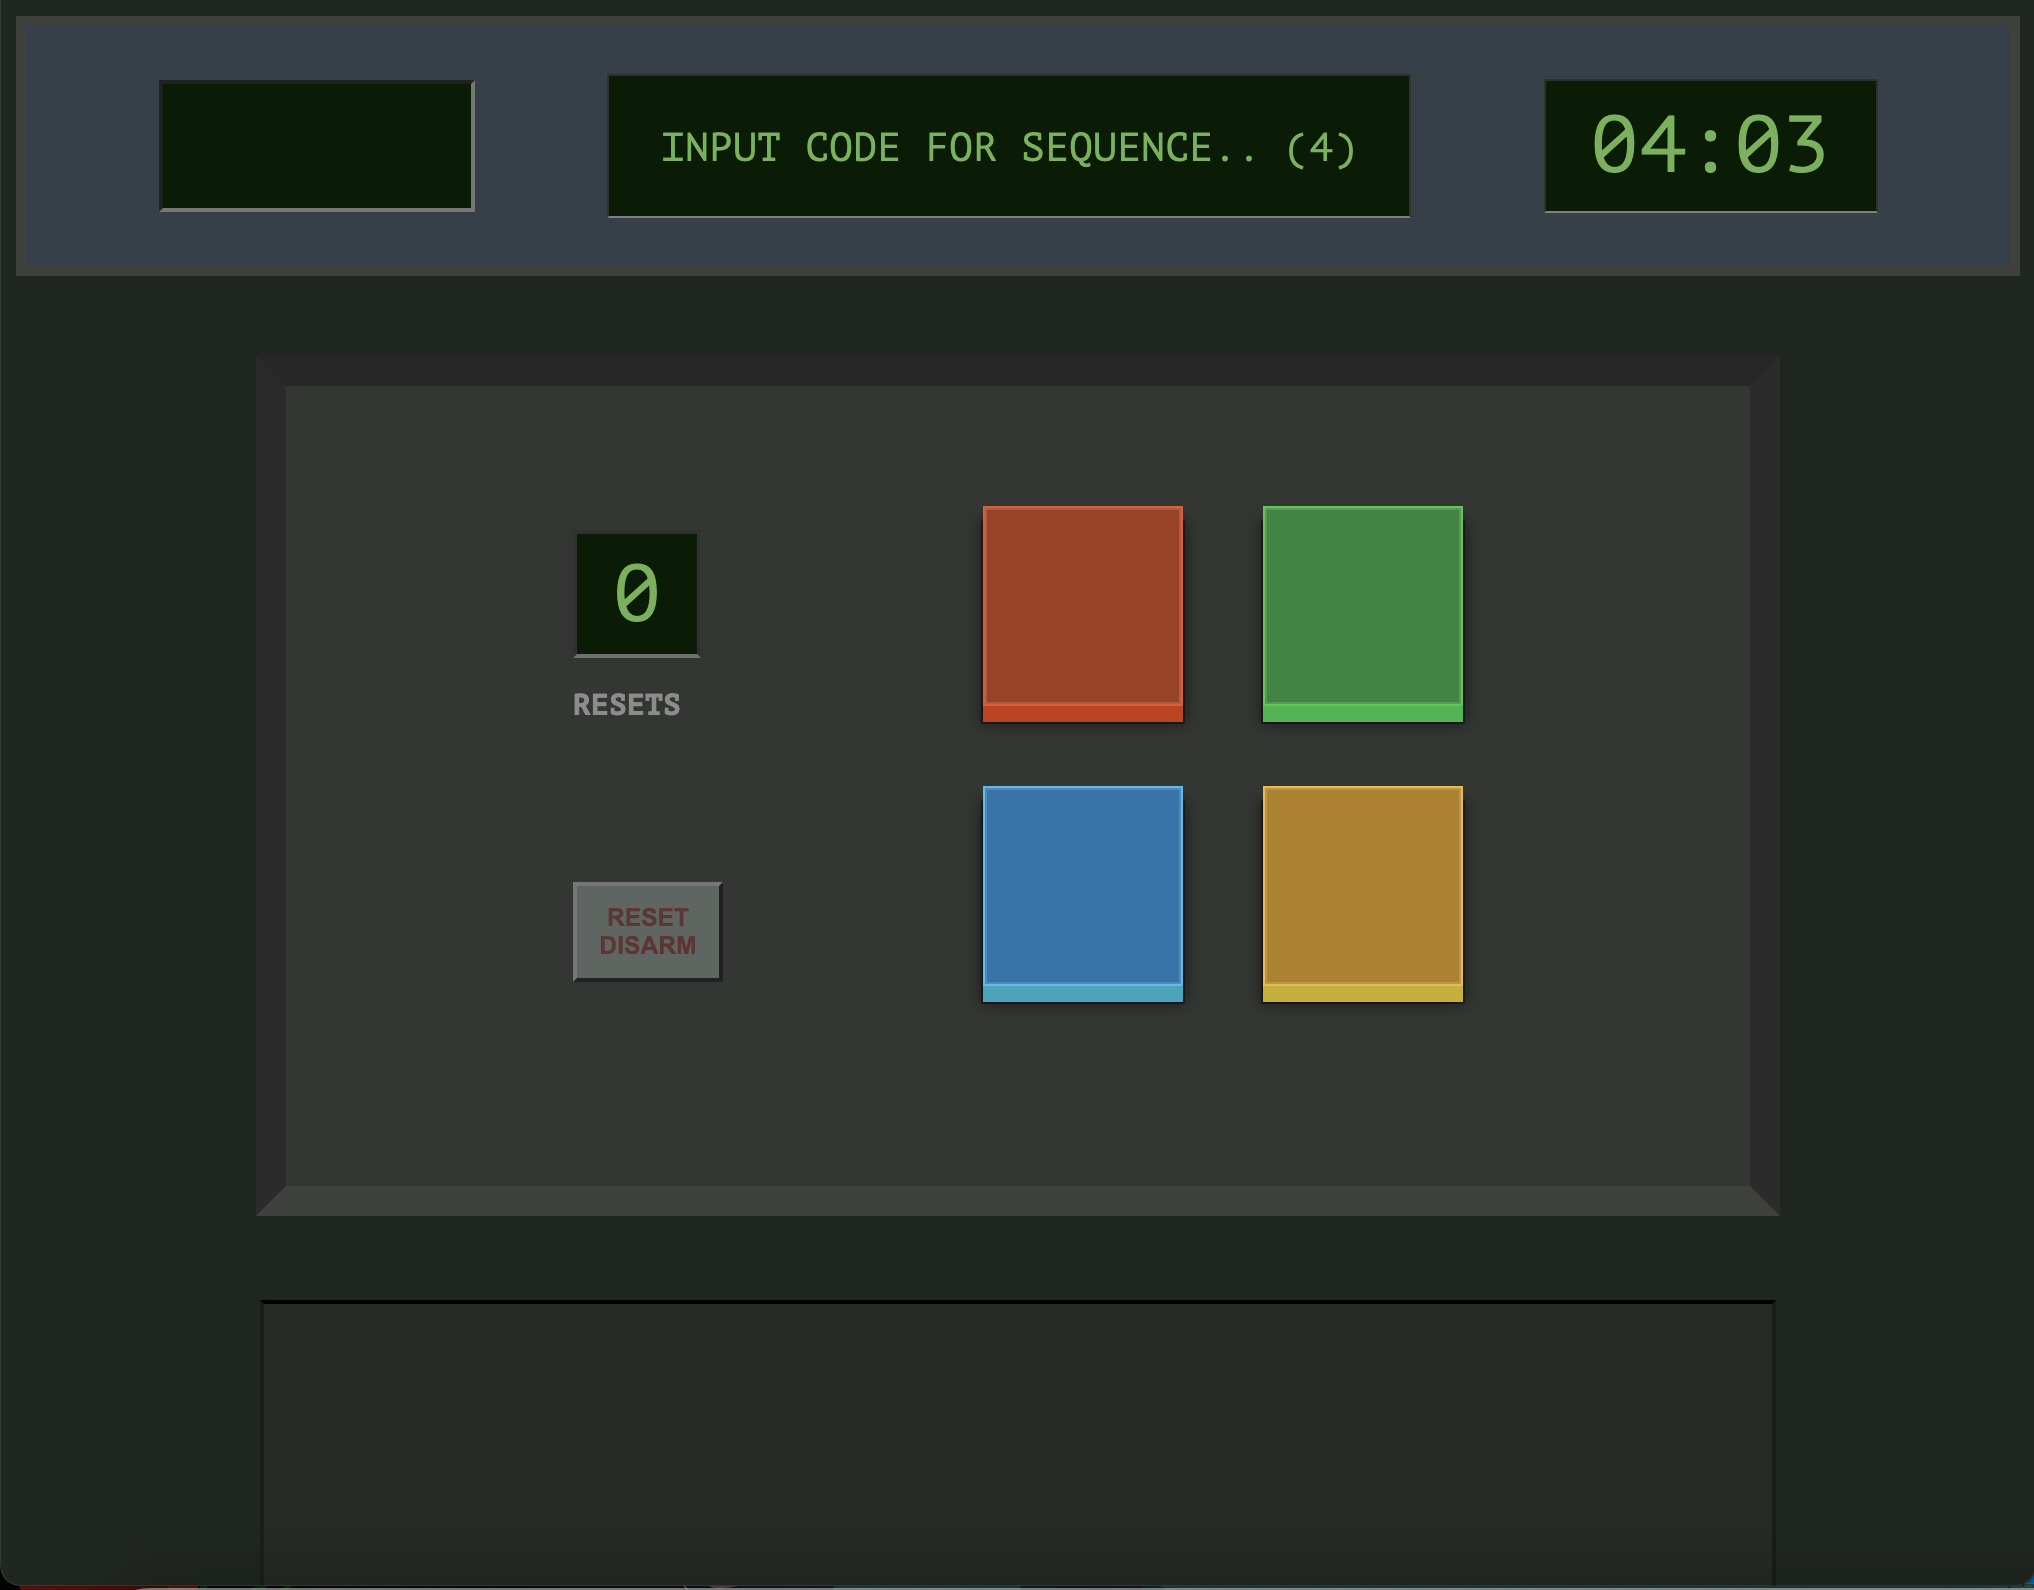 INPUT CODE FOR SEQUENCE.. (4)
04:03
0
RESETS
RESET
DISARM